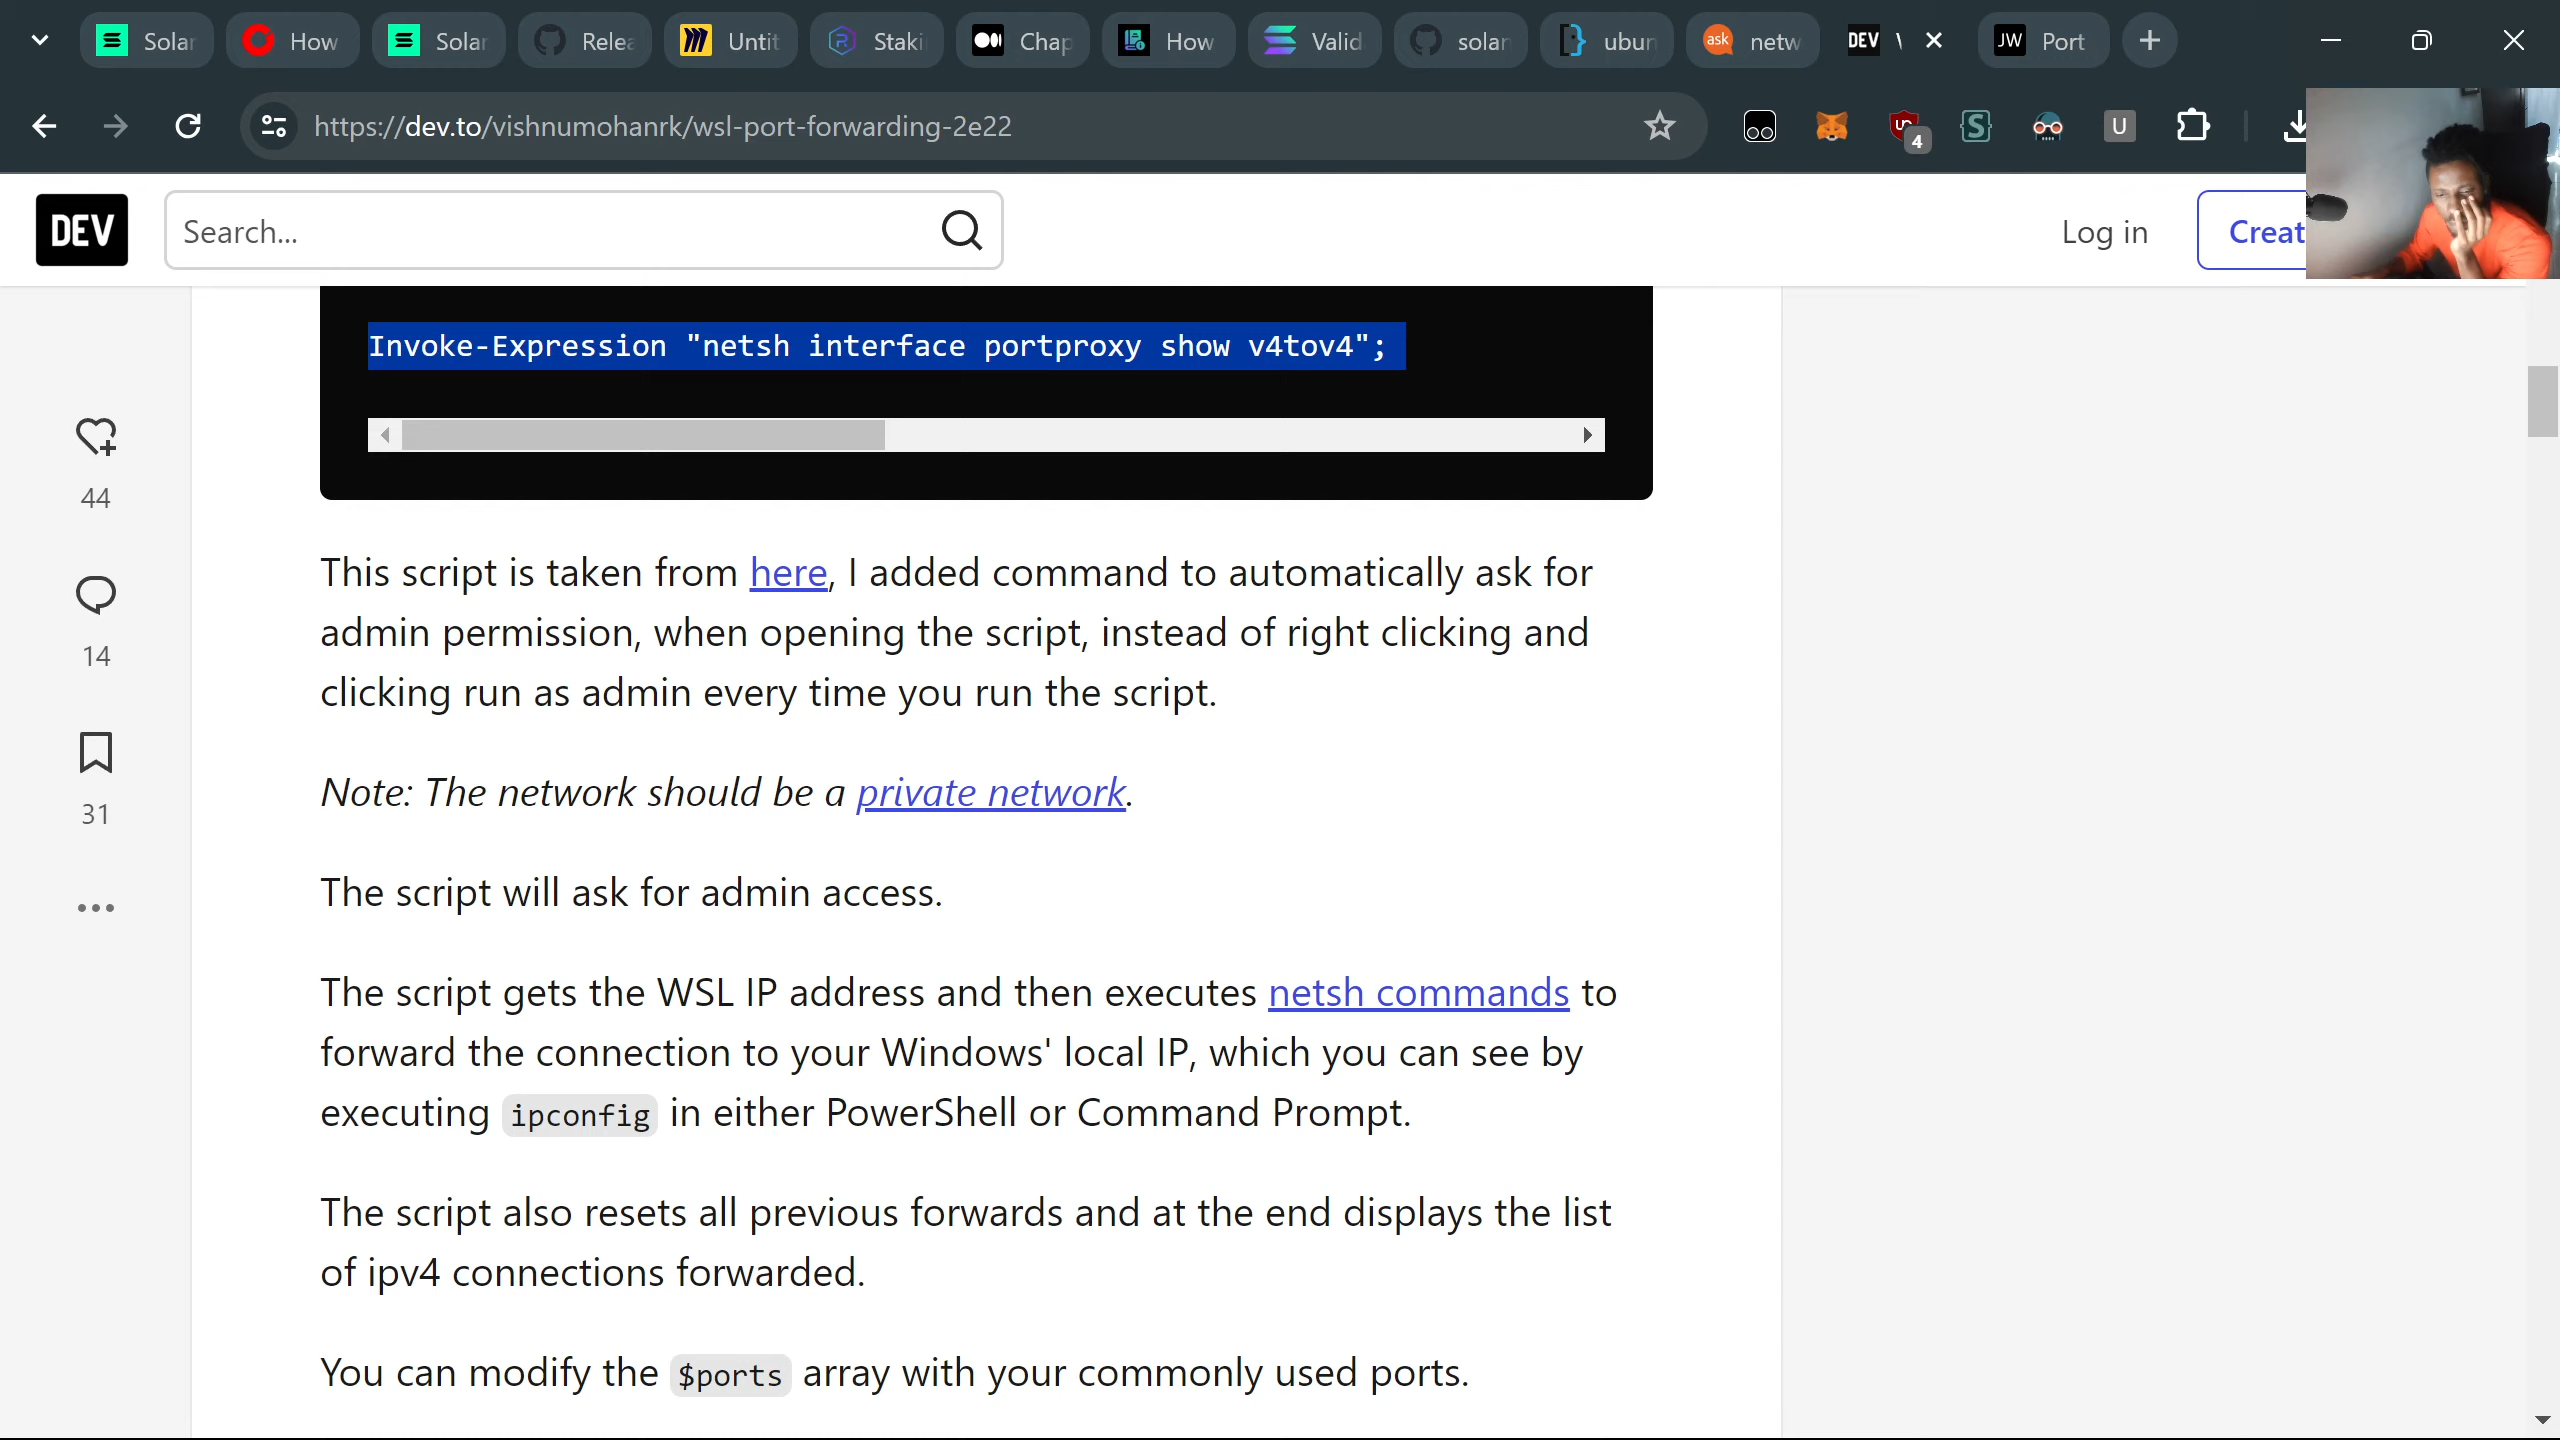 Solar
How
Solar
Relea
Untit
Staki
Chap
How
Valid
solar
ubun
ask
netw
DEV
JW
Port
https://dev.to/vishnumohanrk/wsl-port-forwarding-2e22
4
U
DEV
Search...
Log in
Creat
Invoke-Expression "netsh interface portproxy show v4tov4";
44
14
31
This script is taken from here, I added command to automatically ask for
admin permission, when opening the script, instead of right clicking and
clicking run as admin every time you run the script.
Note: The network should be a private network.
The script will ask for admin access.
The script gets the WSL IP address and then executes netsh commands to
forward the connection to your Windows' local IP, which you can see by
executing ipconfig in either PowerShell or Command Prompt.
The script also resets all previous forwards and at the end displays the list
of ipv4 connections forwarded.
You can modify the $ports array with your commonly used ports.